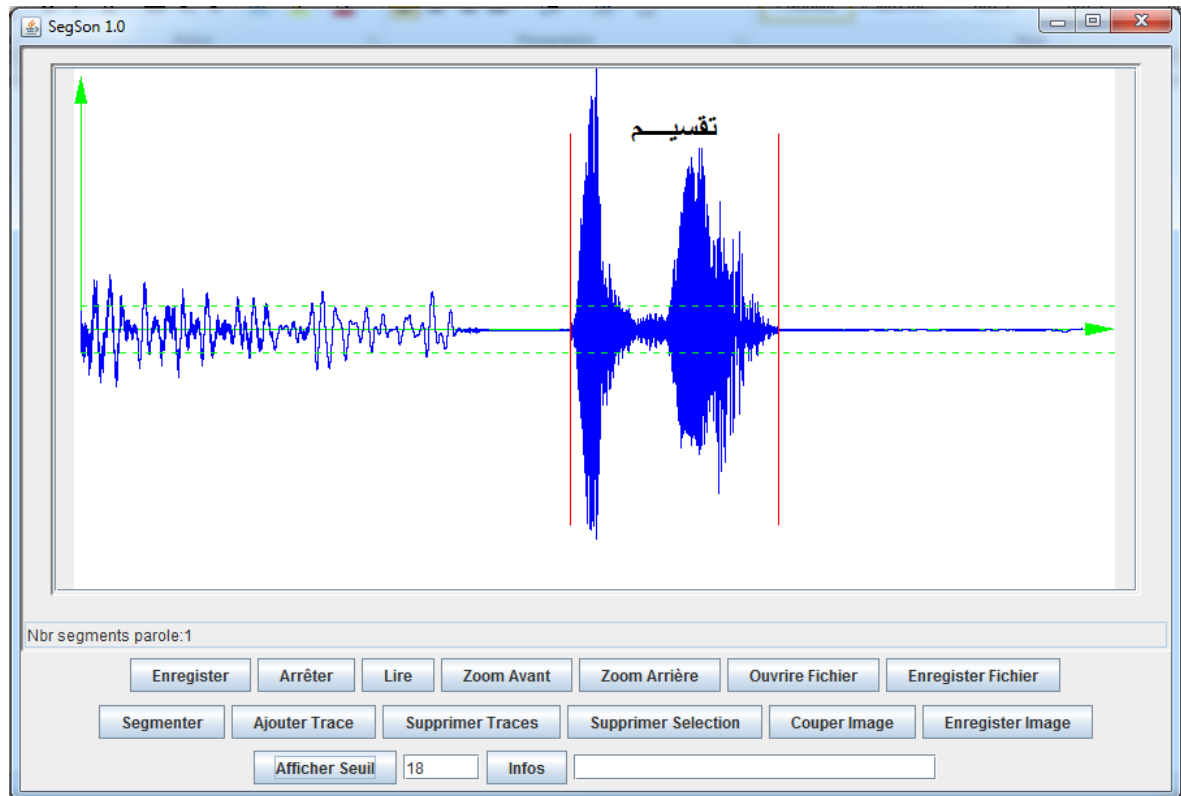 SegSon 1.0
تقسيـــــم
Nbr segments parole:1
Enregister Arrêter Lire Zoom Avant Zoom Arrière Ouvrire Fichier Enregister Fichier
Segmenter Ajouter Trace Supprimer Traces Supprimer Selection Couper Image Enregister Image
Afficher Seuil 18 Infos